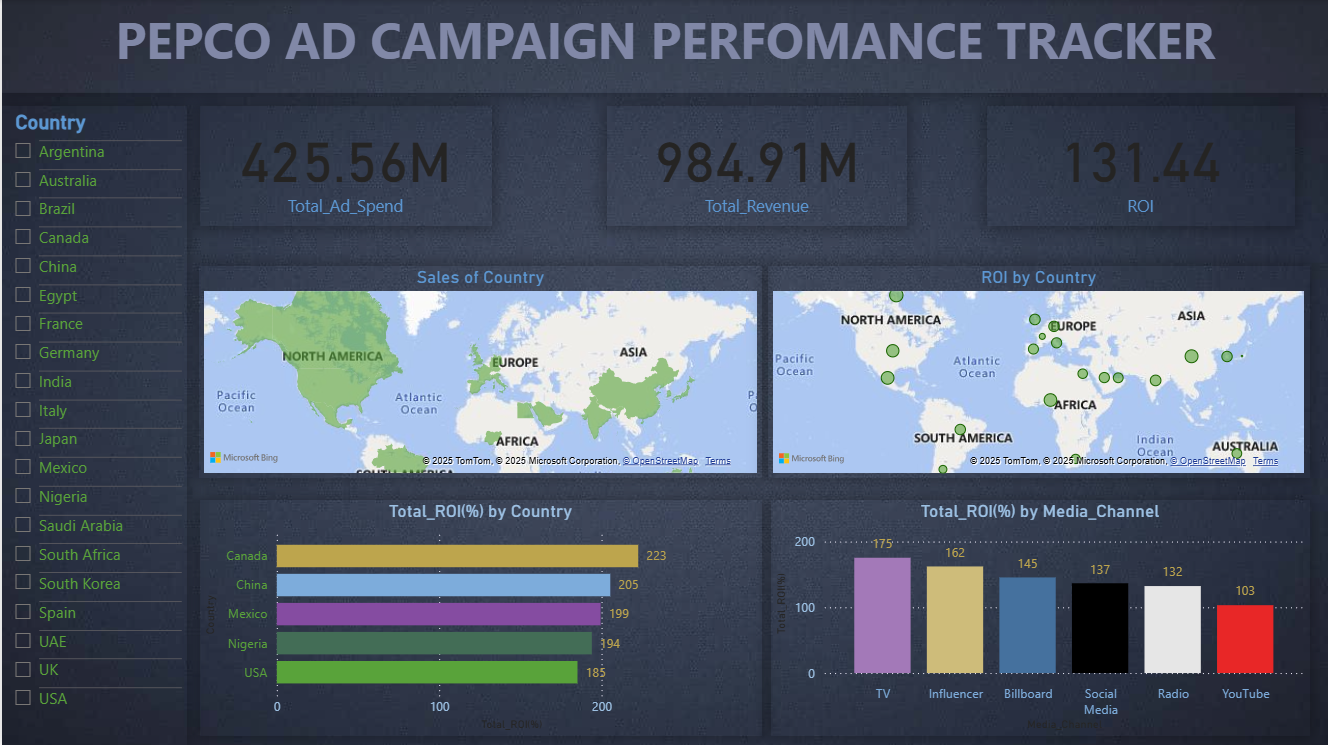 PEPCO AD CAMPAIGN PERFOMANCE TRACKER
Country
Argentina
Australia
Brazil
Canada
China
Egypt
France
Germany
India
Italy
Japan
Mexico
Nigeria
Saudi Arabia
South Africa
South Korea
Spain
UAE
UK
USA
425.56M
Total_Ad_Spend
984.91M
Total_Revenue
131.44
ROI
Sales of Country
NORTH AMERICA
EUROPE
ASIA
Pacific
Ocean
Atlantic
Ocean
P
O
AFRICA
SOUTH AMERICA
Microsoft Bing
© 2025 TomTom, © 2025 Microsoft Corporation, © OpenStreetMap Terms
ROI by Country
NORTH AMERICA
EUROPE
ASIA
Pacific
Ocean
Atlantic
Ocean
AFRICA
SOUTH AMERICA
Indian
Ocean
AUSTRALIA
Microsoft Bing
© 2025 TomTom, © 2025 Microsoft Corporation, © OpenStreetMap Terms
Total_ROI(%) by Country
Country
Canada 223
China 205
Mexico 199
Nigeria 194
USA 185
0 100 200
Total_ROI(%)
Total_ROI(%) by Media_Channel
Total_ROI(%)
200
100
0
175 162 145 137 132 103
TV Influencer Billboard Social Media Radio YouTube
Media_Channel